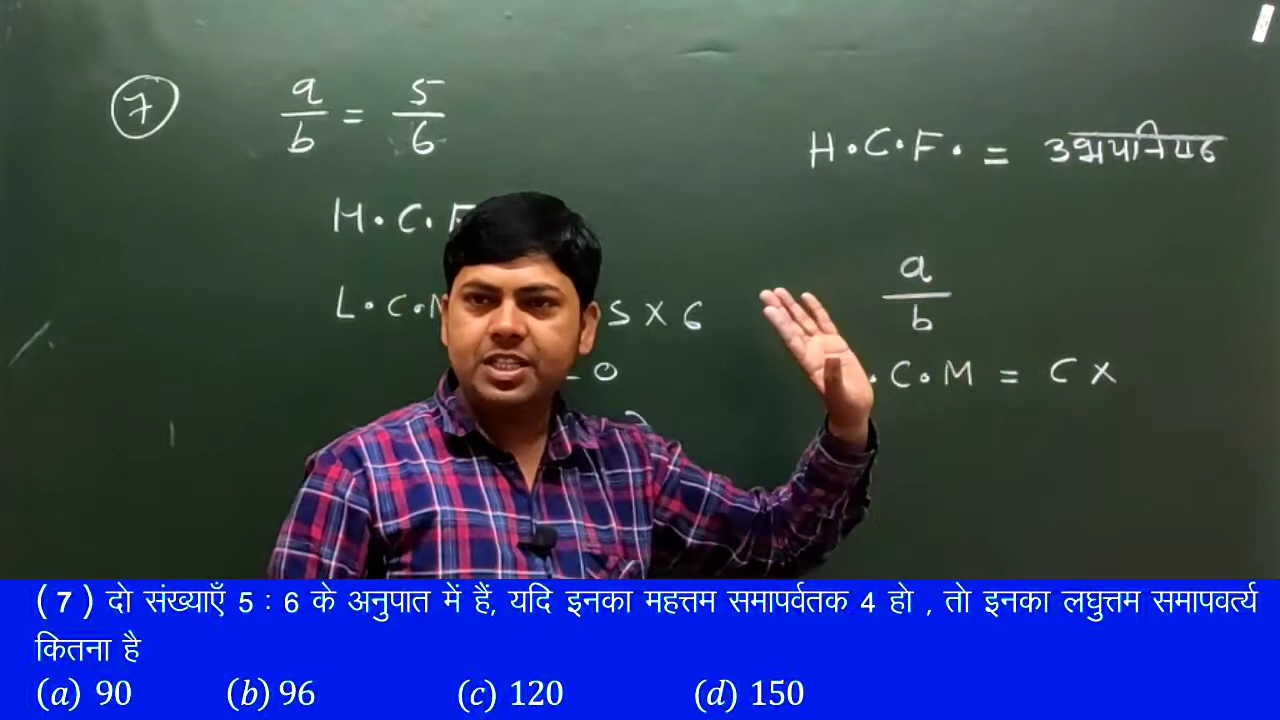 7
a/b = 5/6
H.C.F. = उभयनिष्ठ
H.C.F
a/b
L.C.M 5 X 6
.C.M = C X
( 7 ) दो संख्याएँ 5 : 6 के अनुपात में हैं, यदि इनका महत्तम समापर्वतक 4 हो , तो इनका लघुत्तम समापवर्त्य
कितना है
(a) 90 (b) 96 (c) 120 (d) 150